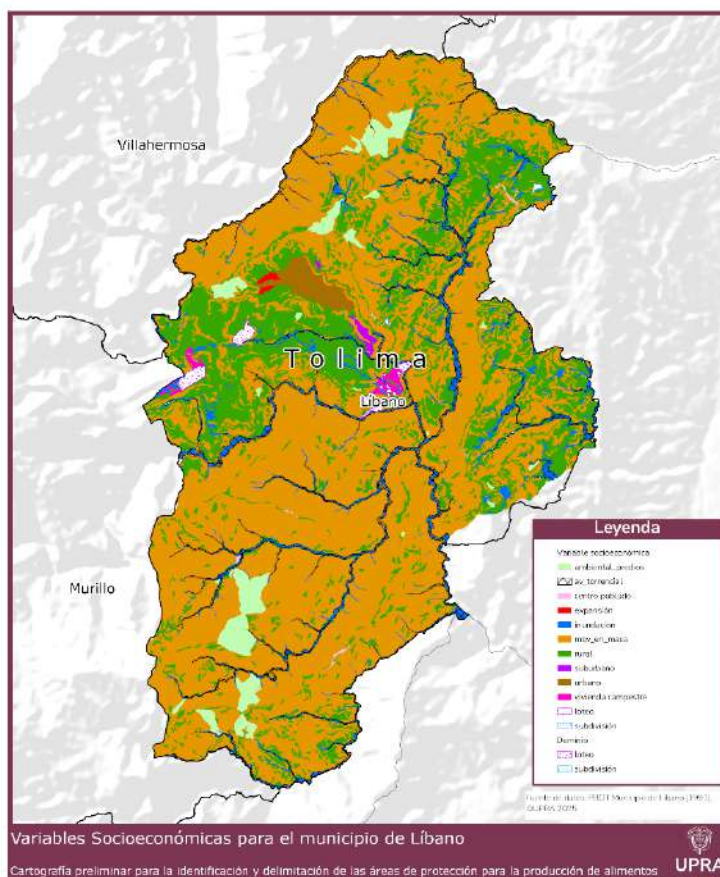 Villahermosa
Tolima
Líbano
Murillo
Leyenda
Variable socioeconómica
ambiental_predios
av_torrencial
centro poblado
expansión
inundacion
mov_en_masa
rural
suburbano
urbano
vivienda campestre
loteo
subdivisión
Dominio
loteo
subdivisión
Variables Socioeconómicas para el municipio de Líbano
Cartografía preliminar para la identificación y delimitación de las áreas de protección para la producción de alimentos
UPRA